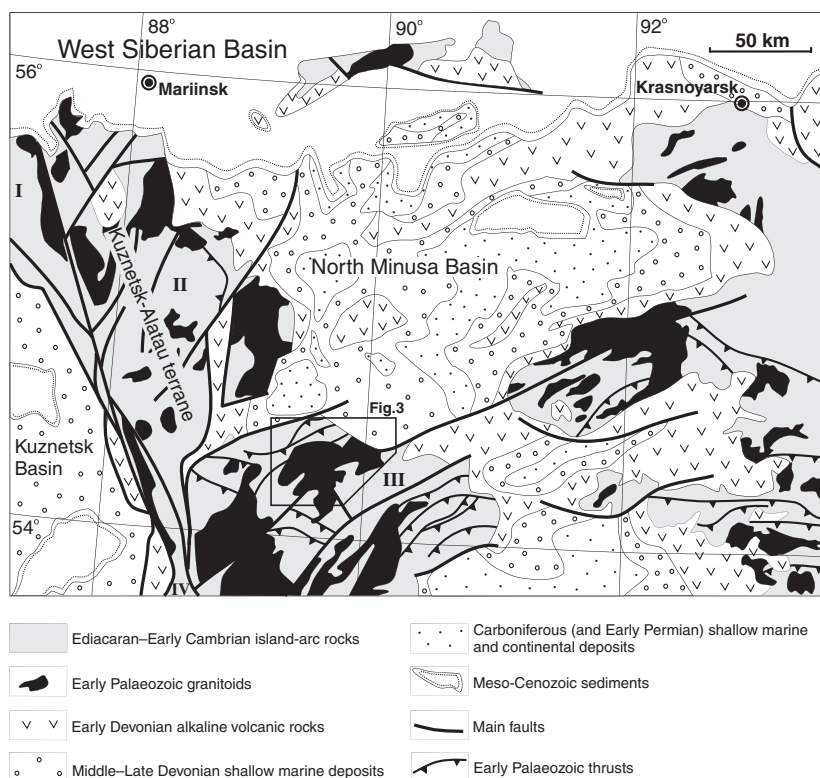 88°
90°
92°
West Siberian Basin
50 km
56°
Mariinsk
Krasnoyarsk
I
Kuznetsk-Alatau terrane
II
North Minusa Basin
Fig.3
Kuznetsk
Basin
III
54°
IV
Ediacaran–Early Cambrian island-arc rocks
Early Palaeozoic granitoids
Early Devonian alkaline volcanic rocks
Middle–Late Devonian shallow marine deposits
Carboniferous (and Early Permian) shallow marine
and continental deposits
Meso-Cenozoic sediments
Main faults
Early Palaeozoic thrusts